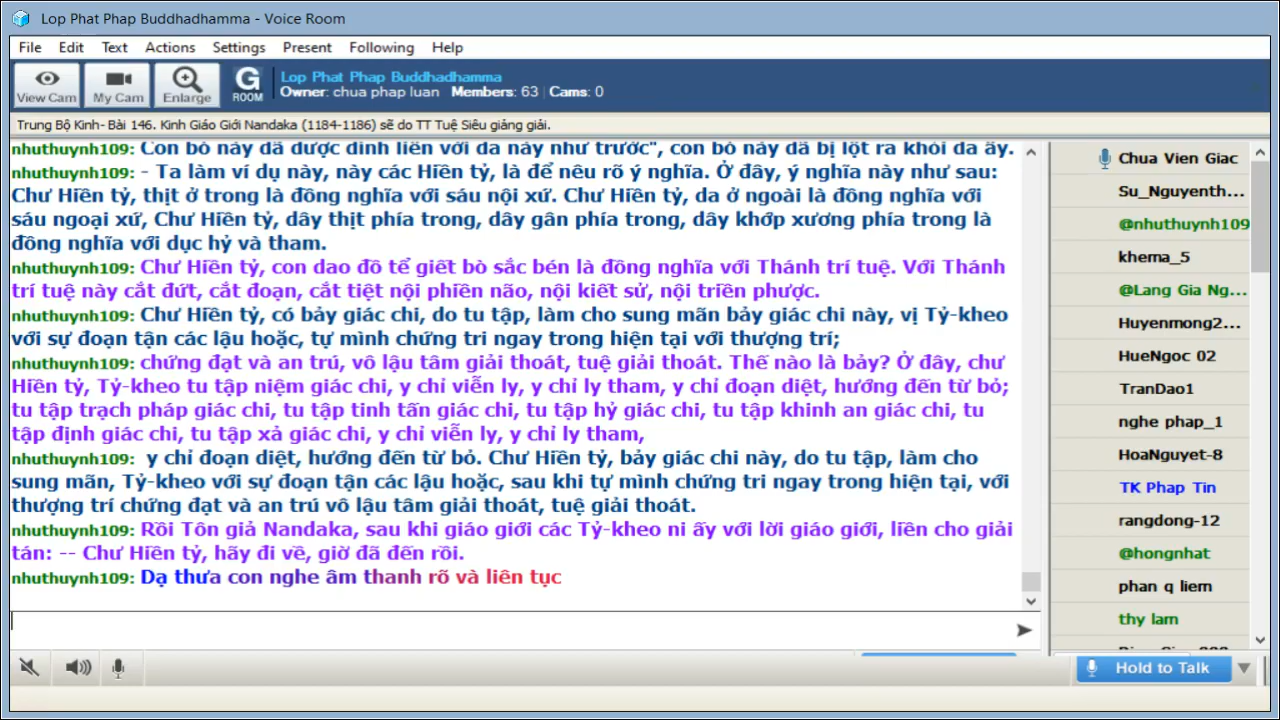 Lop Phat Phap Buddhadhamma - Voice Room
File Edit Text Actions Settings Present Following Help
View Cam My Cam Enlarge G ROOM
Lop Phat Phap Buddhadhamma
Owner: chua phap luan Members: 63 Cams: 0
Trung Bộ Kinh- Bài 146. Kinh Giáo Giới Nandaka (1184-1186) sẽ do TT Tuệ Siêu giảng giải.
nhuthuynh109: Con bò này đã được dính liền với da này như trước", con bò này đã bị lột ra khỏi da ấy.
nhuthuynh109: - Ta làm ví dụ này, này các Hiền tỷ, là để nêu rõ ý nghĩa. Ở đây, ý nghĩa này như sau:
Chư Hiền tỷ, thịt ở trong là đồng nghĩa với sáu nội xứ. Chư Hiền tỷ, da ở ngoài là đồng nghĩa với
sáu ngoại xứ, Chư Hiền tỷ, dây thịt phía trong, dây gân phía trong, dây khớp xương phía trong là
đồng nghĩa với dục hỷ và tham.
nhuthuynh109: Chư Hiền tỷ, con dao đồ tể giết bò sắc bén là đồng nghĩa với Thánh trí tuệ. Với Thánh
trí tuệ này cắt đứt, cắt đoạn, cắt tiệt nội phiền não, nội kiết sử, nội triền phược.
nhuthuynh109: Chư Hiền tỷ, có bảy giác chi, do tu tập, làm cho sung mãn bảy giác chi này, vị Tỷ-kheo
với sự đoạn tận các lậu hoặc, tự mình chứng tri ngay trong hiện tại với thượng trí;
nhuthuynh109: chứng đạt và an trú, vô lậu tâm giải thoát, tuệ giải thoát. Thế nào là bảy? Ở đây, chư
Hiền tỷ, Tỷ-kheo tu tập niệm giác chi, y chỉ viễn ly, y chỉ ly tham, y chỉ đoạn diệt, hướng đến từ bỏ;
tu tập trạch pháp giác chi, tu tập tinh tấn giác chi, tu tập hỷ giác chi, tu tập khinh an giác chi, tu
tập định giác chi, tu tập xả giác chi, y chỉ viễn ly, y chỉ ly tham,
nhuthuynh109: y chỉ đoạn diệt, hướng đến từ bỏ. Chư Hiền tỷ, bảy giác chi này, do tu tập, làm cho
sung mãn, Tỷ-kheo với sự đoạn tận các lậu hoặc, sau khi tự mình chứng tri ngay trong hiện tại, với
thượng trí chứng đạt và an trú vô lậu tâm giải thoát, tuệ giải thoát.
nhuthuynh109: Rồi Tôn giả Nandaka, sau khi giáo giới các Tỷ-kheo ni ấy với lời giáo giới, liền cho giải
tán: -- Chư Hiền tỷ, hãy đi về, giờ đã đến rồi.
nhuthuynh109: Dạ thưa con nghe âm thanh rõ và liên tục
Chua Vien Giac
Su_Nguyenth...
@nhuthuynh109
khema_5
@Lang Gia Ng...
Huyenmong2...
HueNgoc 02
TranDao1
nghe phap_1
HoaNguyet-8
TK Phap Tin
rangdong-12
@hongnhat
phan q liem
thy lam
Hold to Talk